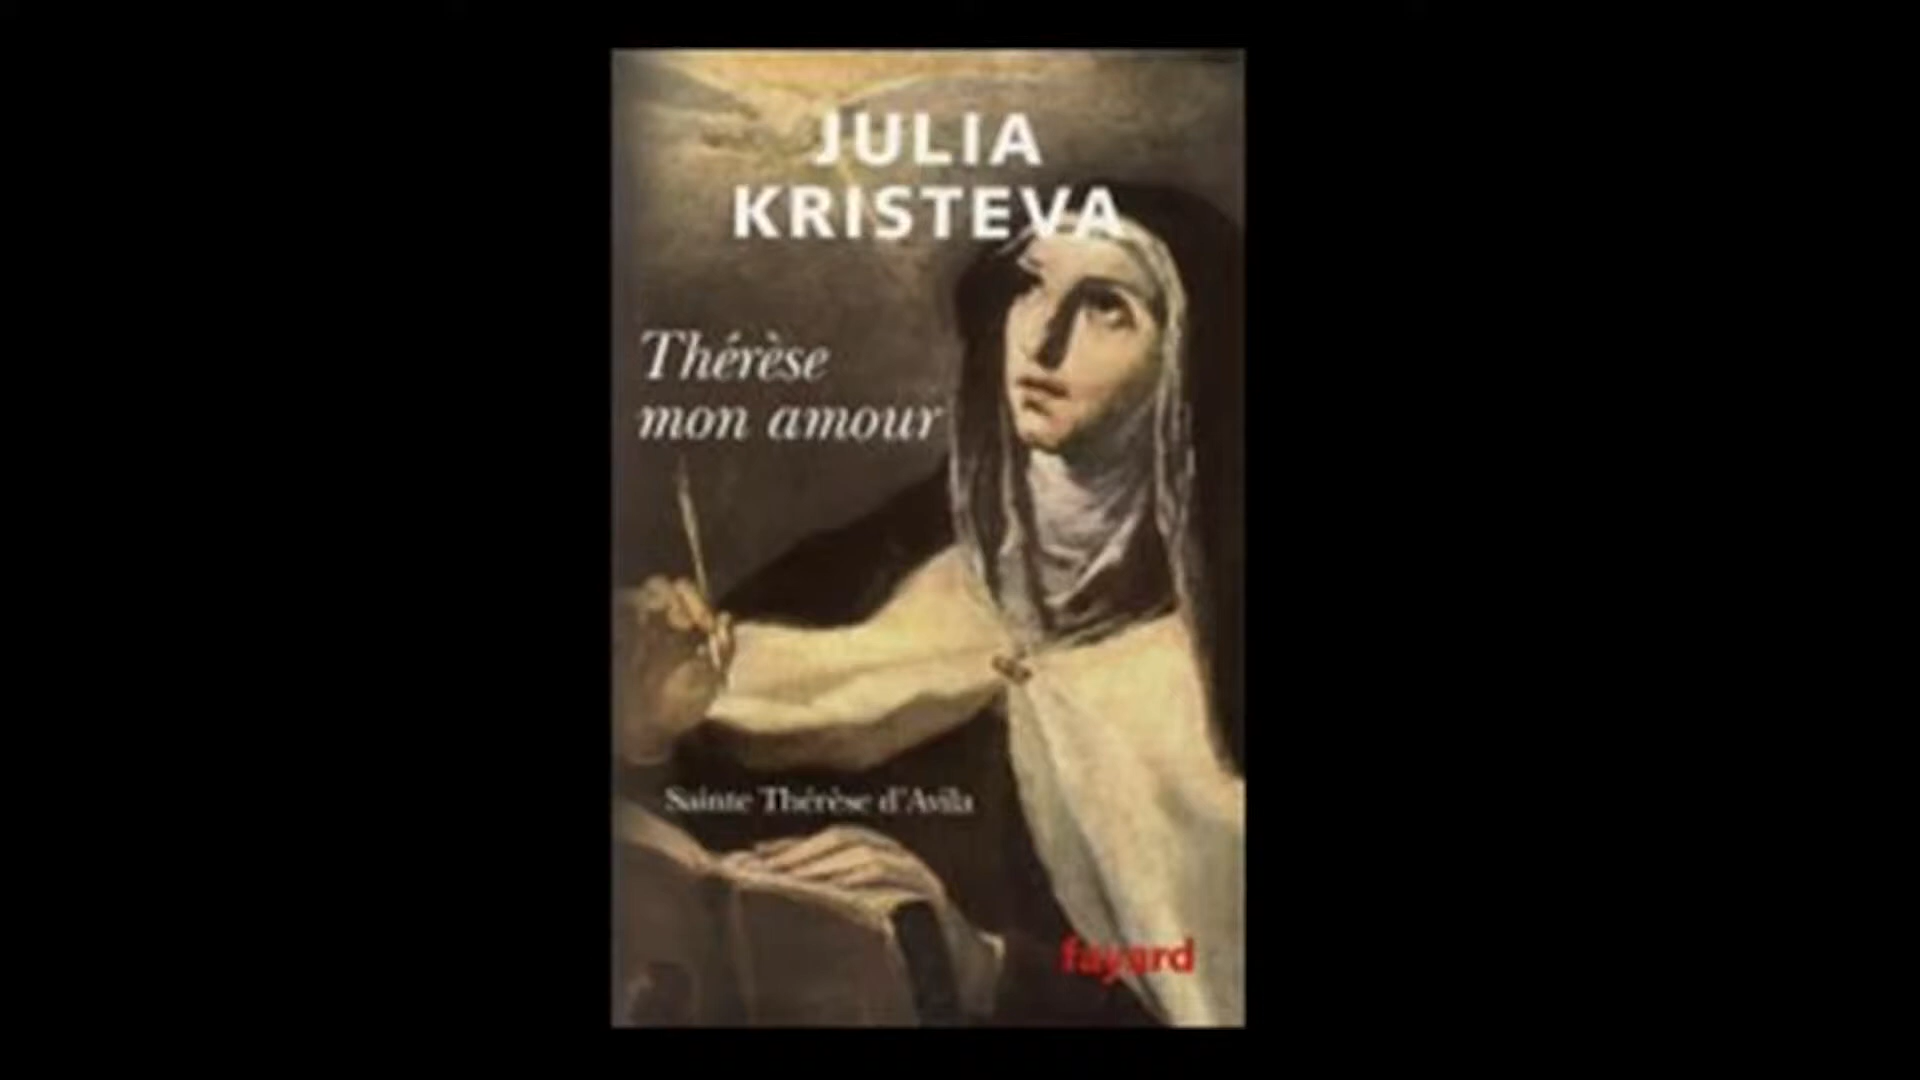 JULIA
KRISTEVA
Thérèse
mon amour
Sainte Thérèse d'Avila
fayard